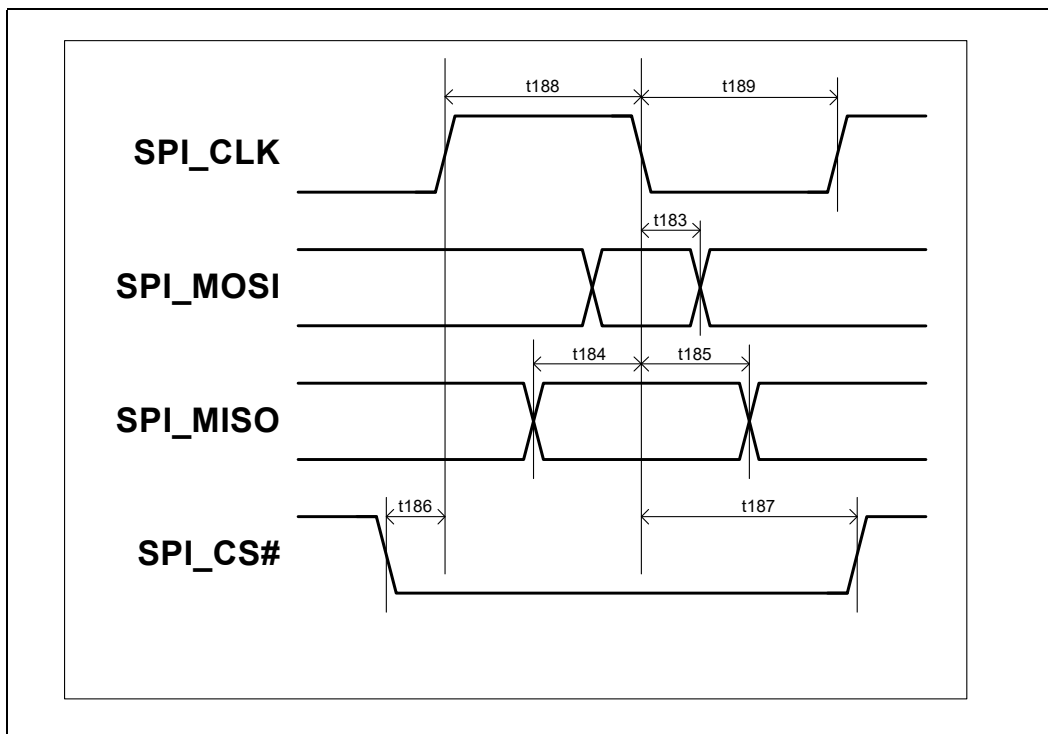 t188
t189
SPI_CLK
t183
SPI_MOSI
t184
t185
SPI_MISO
t186
t187
SPI_CS#